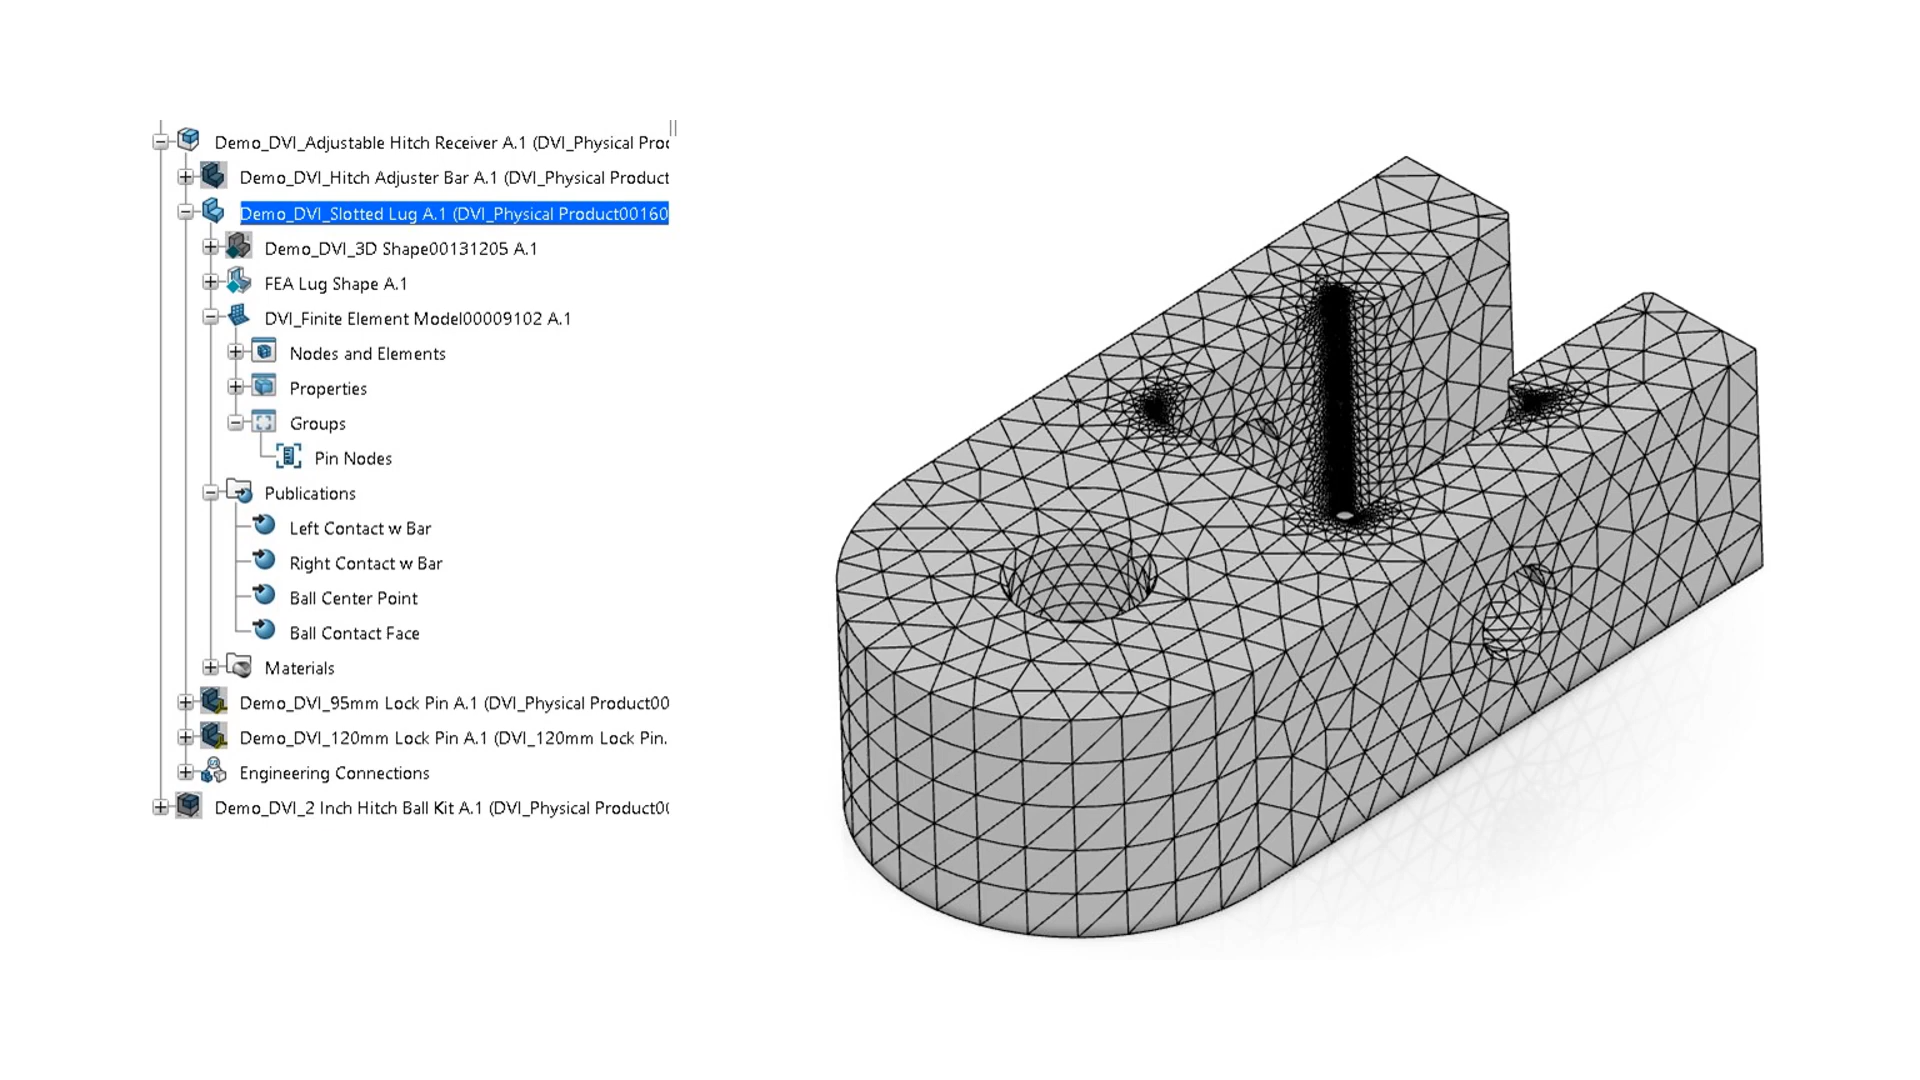 Demo_DVI_Adjustable Hitch Receiver A.1 (DVI_Physical Proc
Demo_DVI_Hitch Adjuster Bar A.1 (DVI_Physical Product
Demo_DVI_Slotted Lug A.1 (DVI_Physical Product00160
Demo_DVI_3D Shape00131205 A.1
FEA Lug Shape A.1
DVI_Finite Element Model00009102 A.1
Nodes and Elements
Properties
Groups
Pin Nodes
Publications
Left Contact w Bar
Right Contact w Bar
Ball Center Point
Ball Contact Face
Materials
Demo_DVI_95mm Lock Pin A.1 (DVI_Physical Product00
Demo_DVI_120mm Lock Pin A.1 (DVI_120mm Lock Pin.
Engineering Connections
Demo_DVI_2 Inch Hitch Ball Kit A.1 (DVI_Physical Product0(